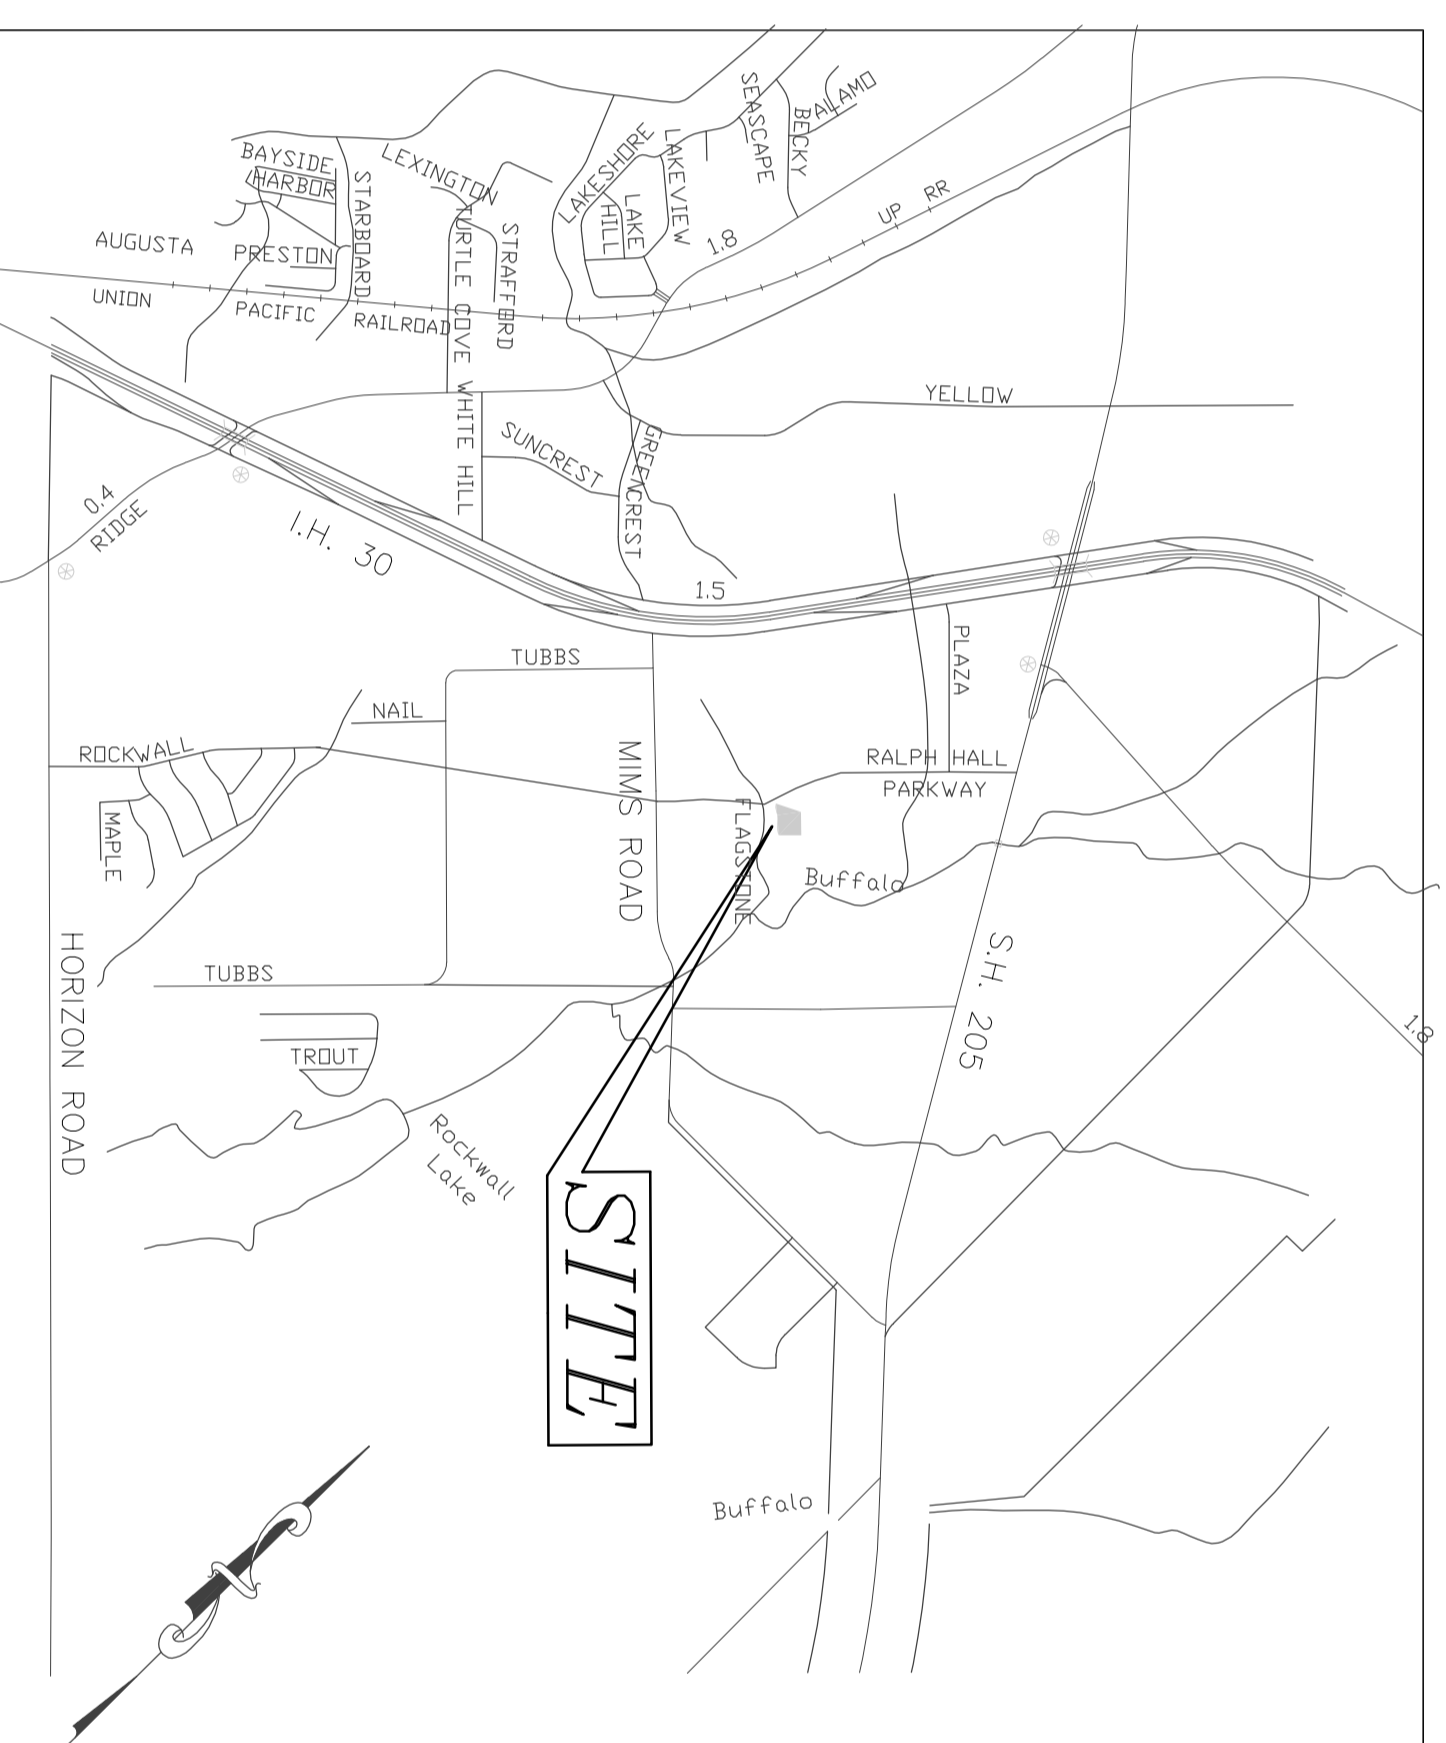 SEASCAPE
BECKY
ALAMO
LAKESHORE
LAKEVIEW
LAKE
HILL
BAYSIDE
HARBOR
LEXINGTON
STARBOARD
AUGUSTA
PRESTON
TURTLE COVE
STRAFFORD
1.8
UP RR
UNION
PACIFIC
RAILROAD
WHITE HILL
YELLOW
SUNCREST
GREENCREST
0.4
RIDGE
I.H. 30
1.5
TUBBS
PLAZA
NAIL
ROCKWALL
MIMS ROAD
RALPH HALL
PARKWAY
MAPLE
FLAGSTONE
Buffalo
HORIZON ROAD
TUBBS
S.H. 205
TROUT
1.8
Rockwall
Lake
SITE
Buffalo